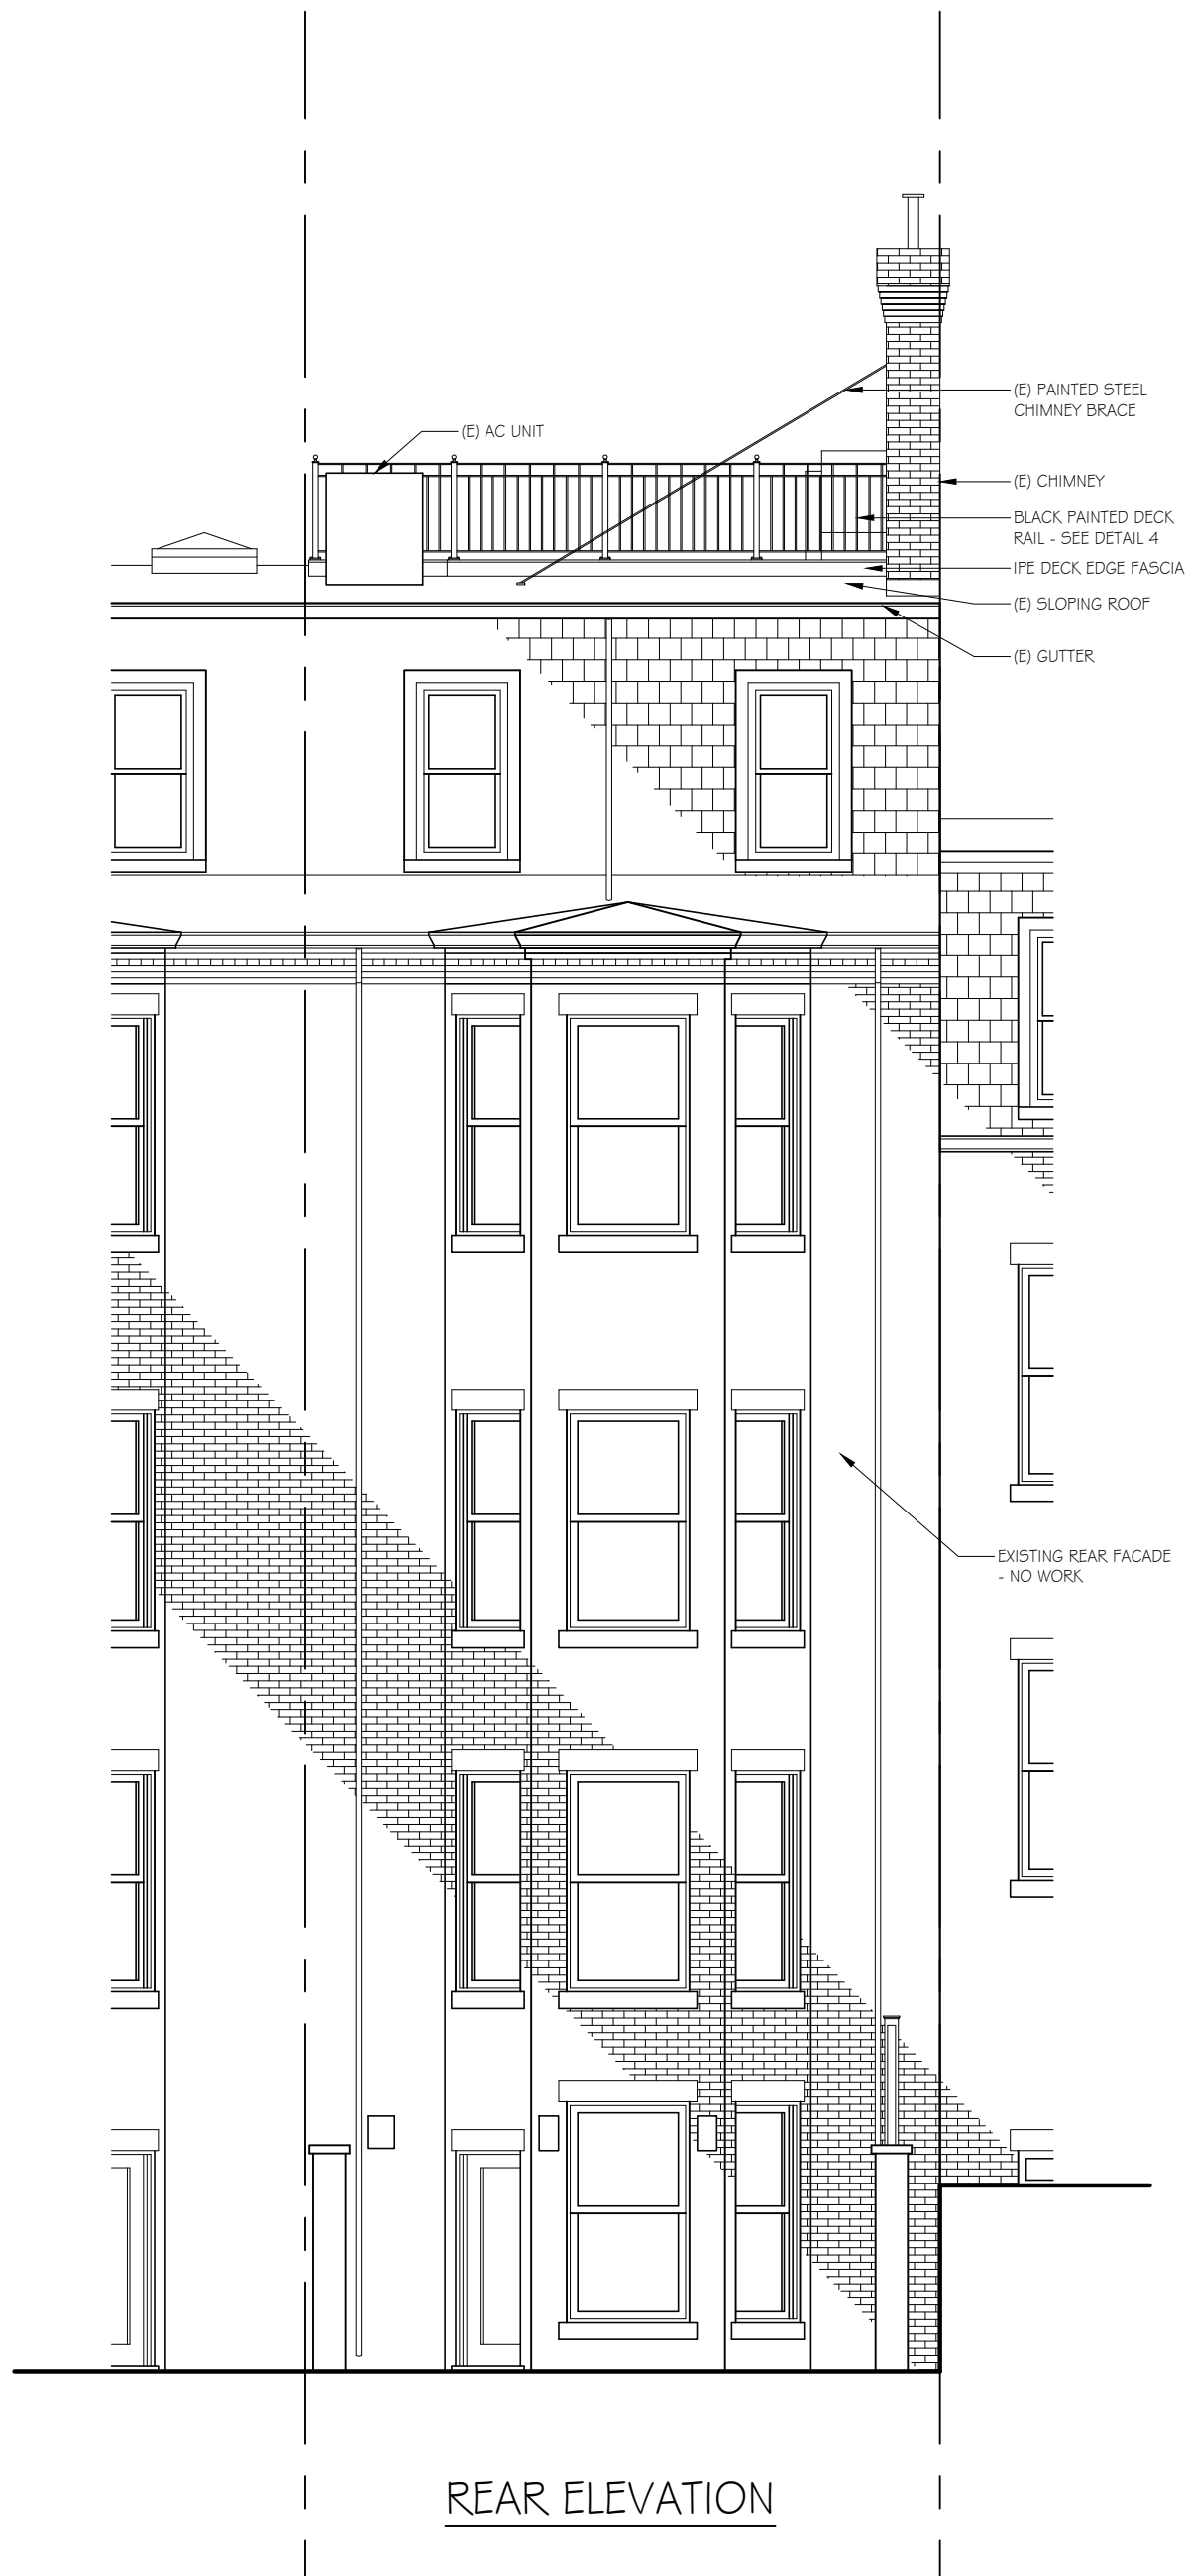 (E) PAINTED STEEL
CHIMNEY BRACE
(E) AC UNIT
(E) CHIMNEY
BLACK PAINTED DECK
RAIL - SEE DETAIL 4
IPE DECK EDGE FASCIA
(E) SLOPING ROOF
(E) GUTTER
EXISTING REAR FACADE
- NO WORK
REAR ELEVATION